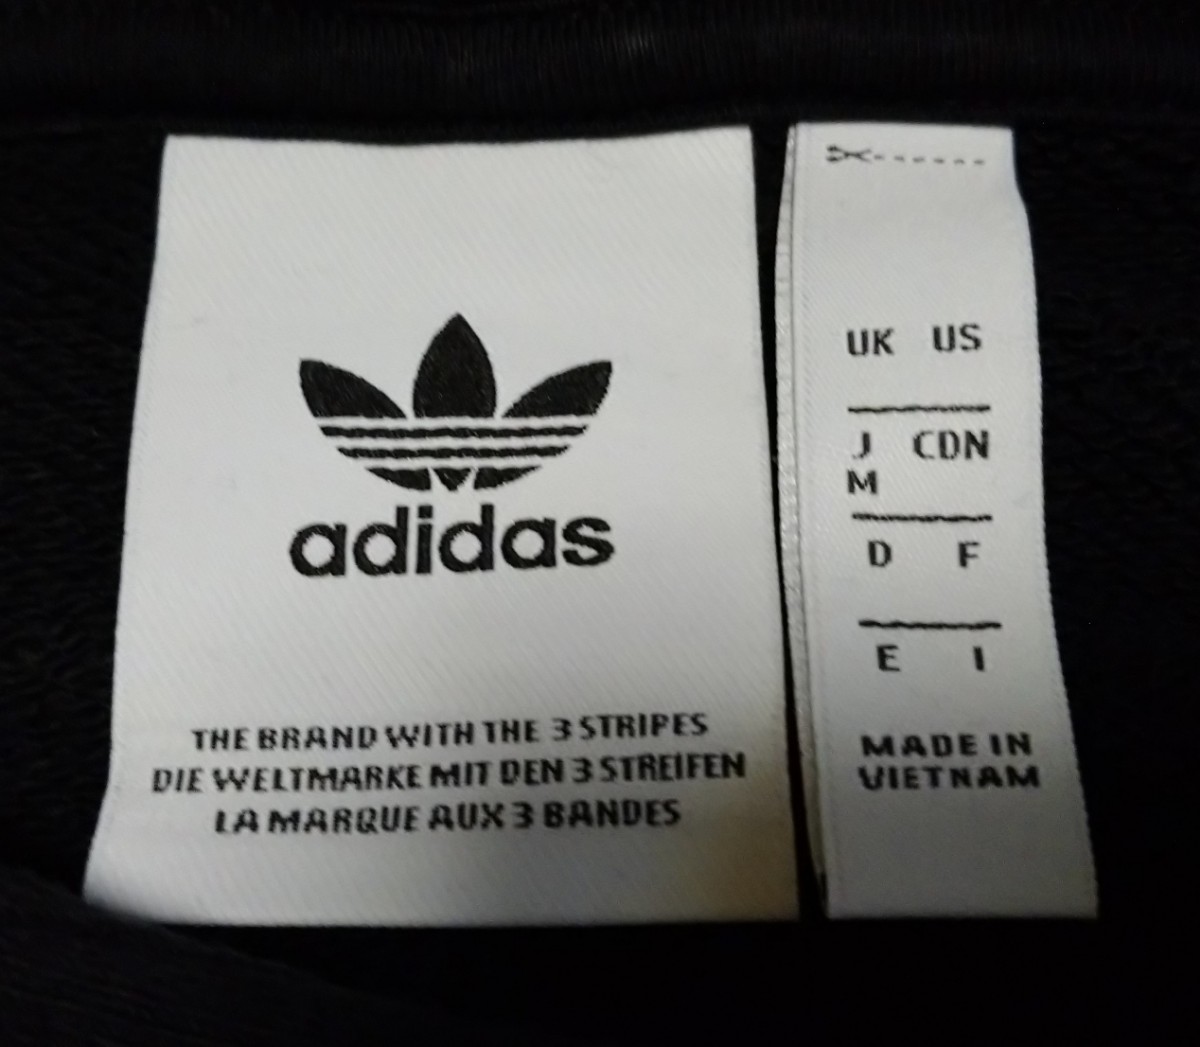 adidas
THE BRAND WITH THE 3 STRIPES
DIE WELTMARKE MIT DEN 3 STREIFEN
LA MARQUE AUX 3 BANDES
UK US
J CDN
M
D F
E I
MADE IN
VIETNAM